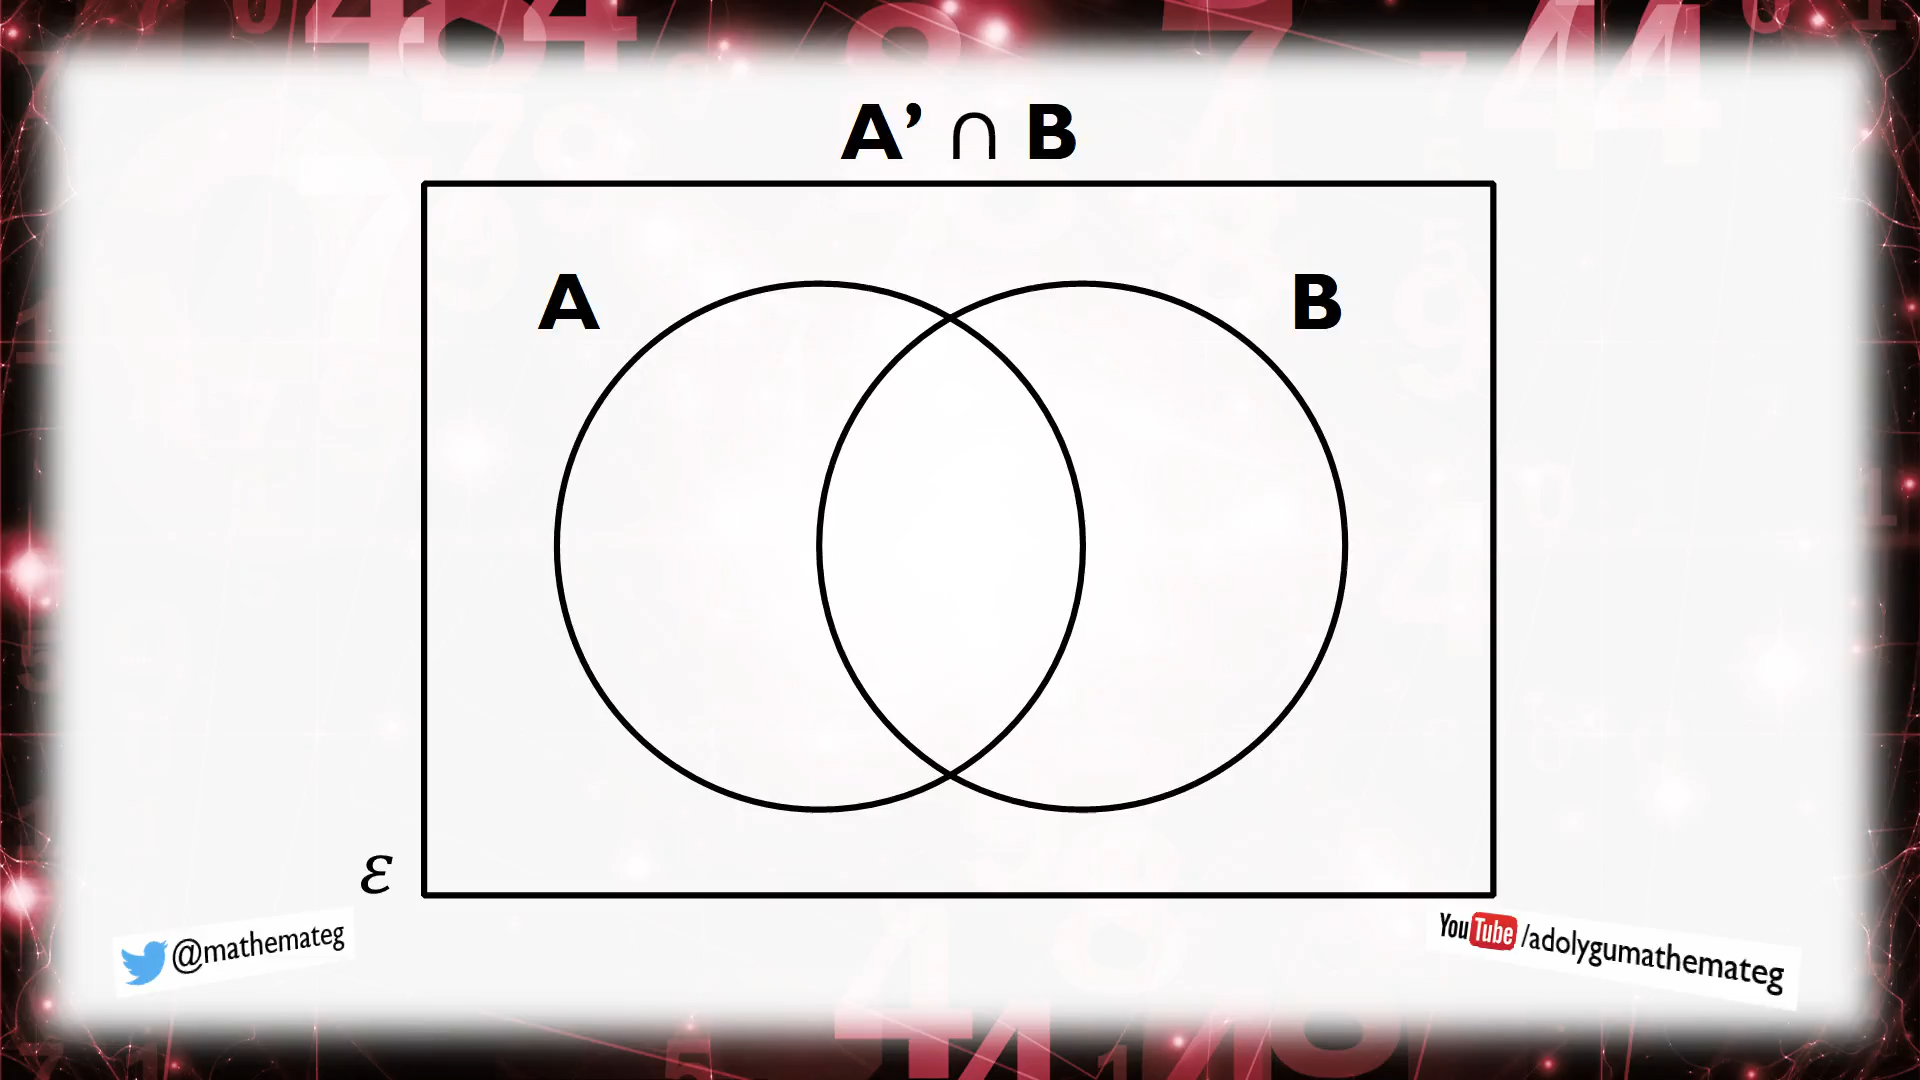 A’ ∩ B
A
B
ℰ
@mathemateg
YouTube /adolygumathemateg